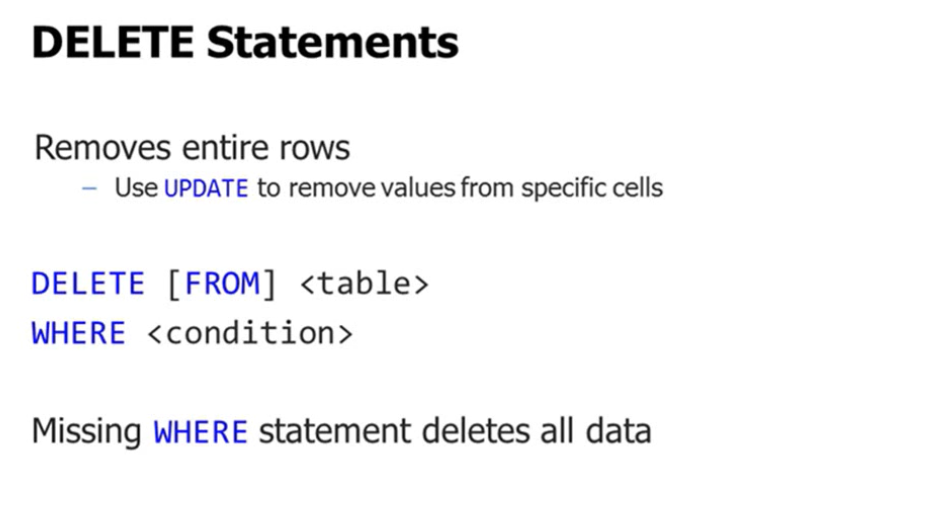 DELETE Statements
Removes entire rows
– Use UPDATE to remove values from specific cells
DELETE [FROM] <table>
WHERE <condition>
Missing WHERE statement deletes all data